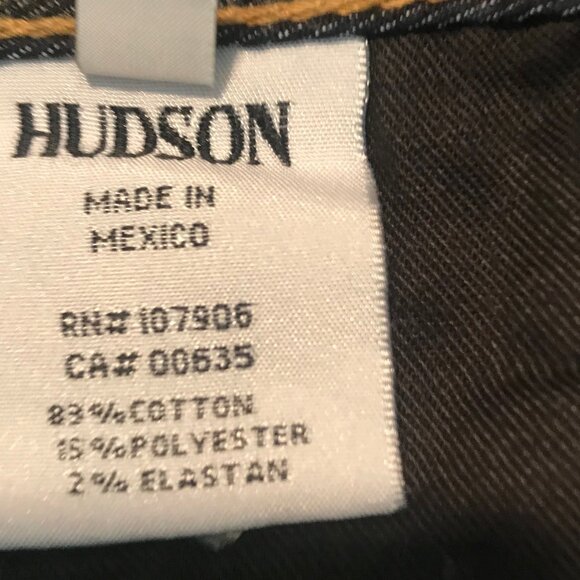 HUDSON
MADE IN
MEXICO
RN# 107906
CA# 00635
83% COTTON
15% POLYESTER
2% ELASTAN